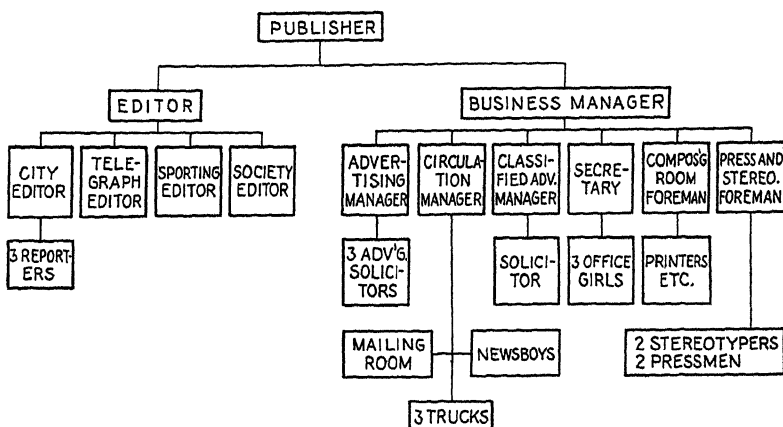 PUBLISHER
EDITOR
BUSINESS MANAGER
CITY
EDITOR
TELE-
GRAPH
EDITOR
SPORTING
EDITOR
SOCIETY
EDITOR
ADVER-
TISING
MANAGER
CIRCULA-
TION
MANAGER
CLASSI-
FIED ADV.
MANAGER
SECRE-
TARY
COMPOS'G
ROOM
FOREMAN
PRESS AND
STEREO.
FOREMAN
3 REPORT-
ERS
3 ADV'G.
SOLICI-
TORS
SOLICI-
TOR
3 OFFICE
GIRLS
PRINTERS
ETC.
MAILING
ROOM
NEWSBOYS
2 STEREOTYPERS
2 PRESSMEN
3 TRUCKS